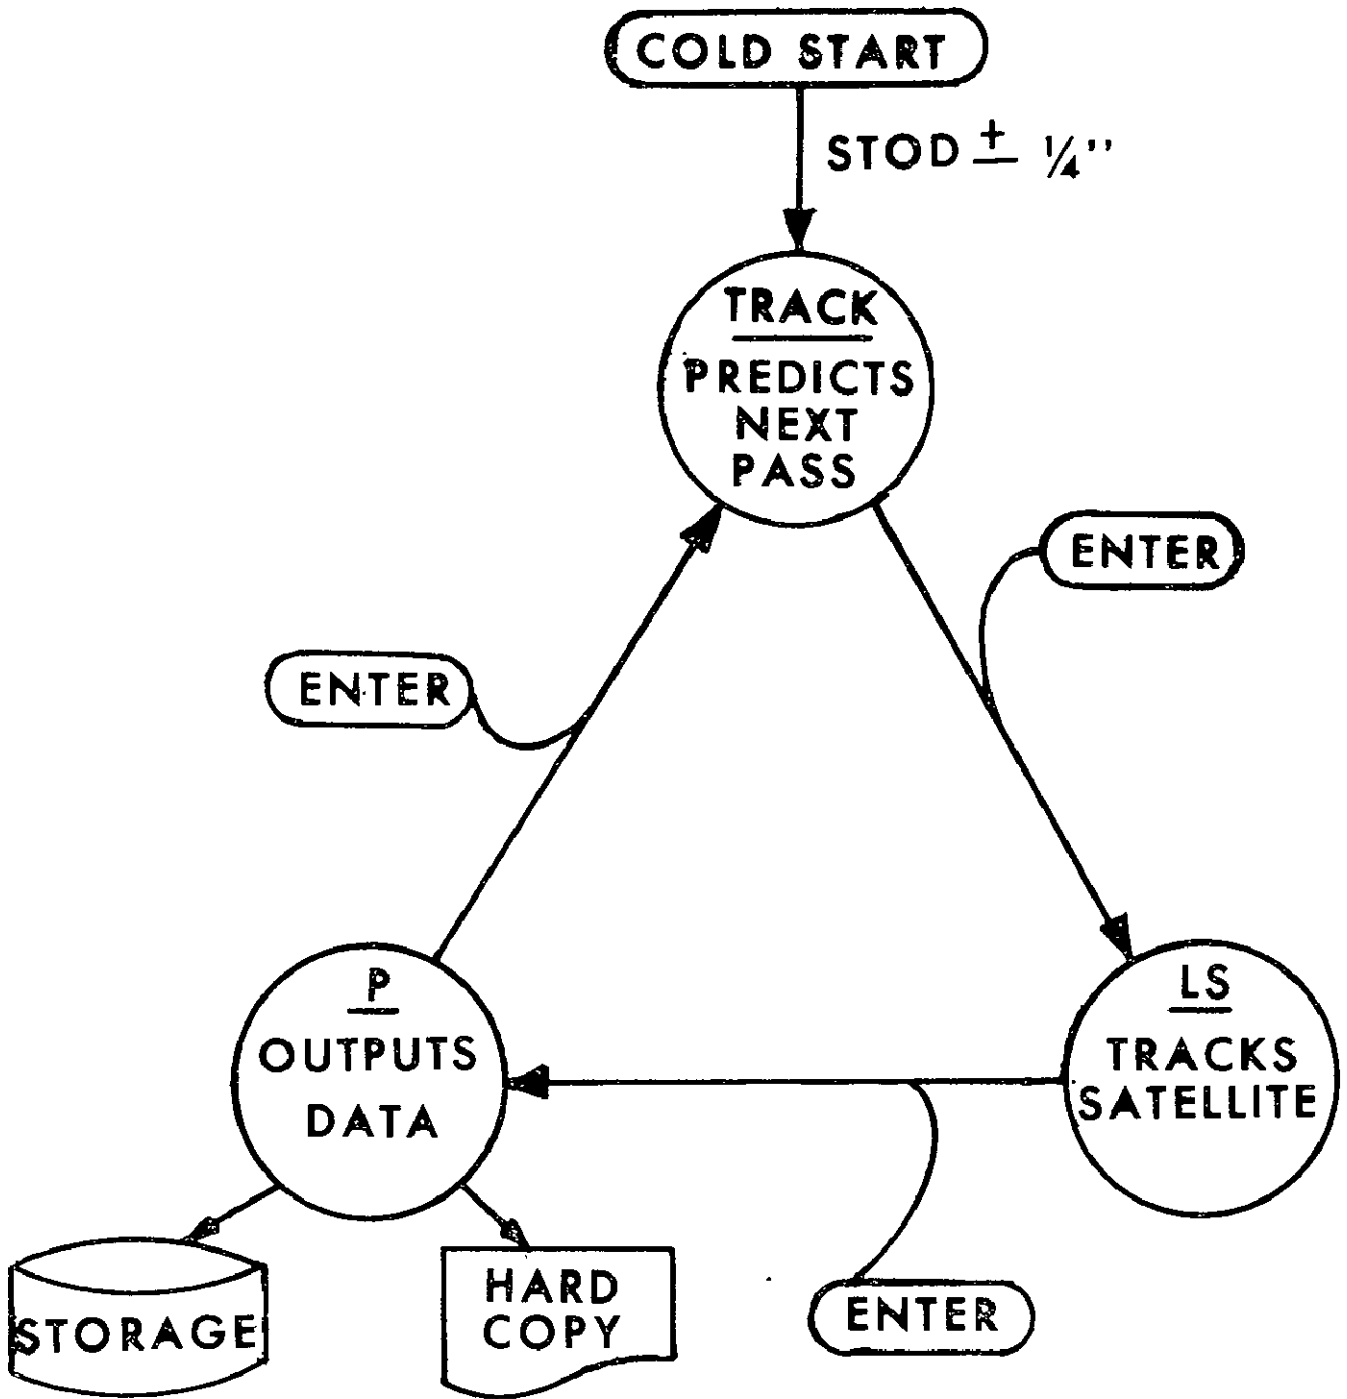 COLD START
STOD ± ¼''
TRACK
PREDICTS
NEXT
PASS
ENTER
ENTER
P
OUTPUTS
DATA
LS
TRACKS
SATELLITE
STORAGE
HARD
COPY
ENTER